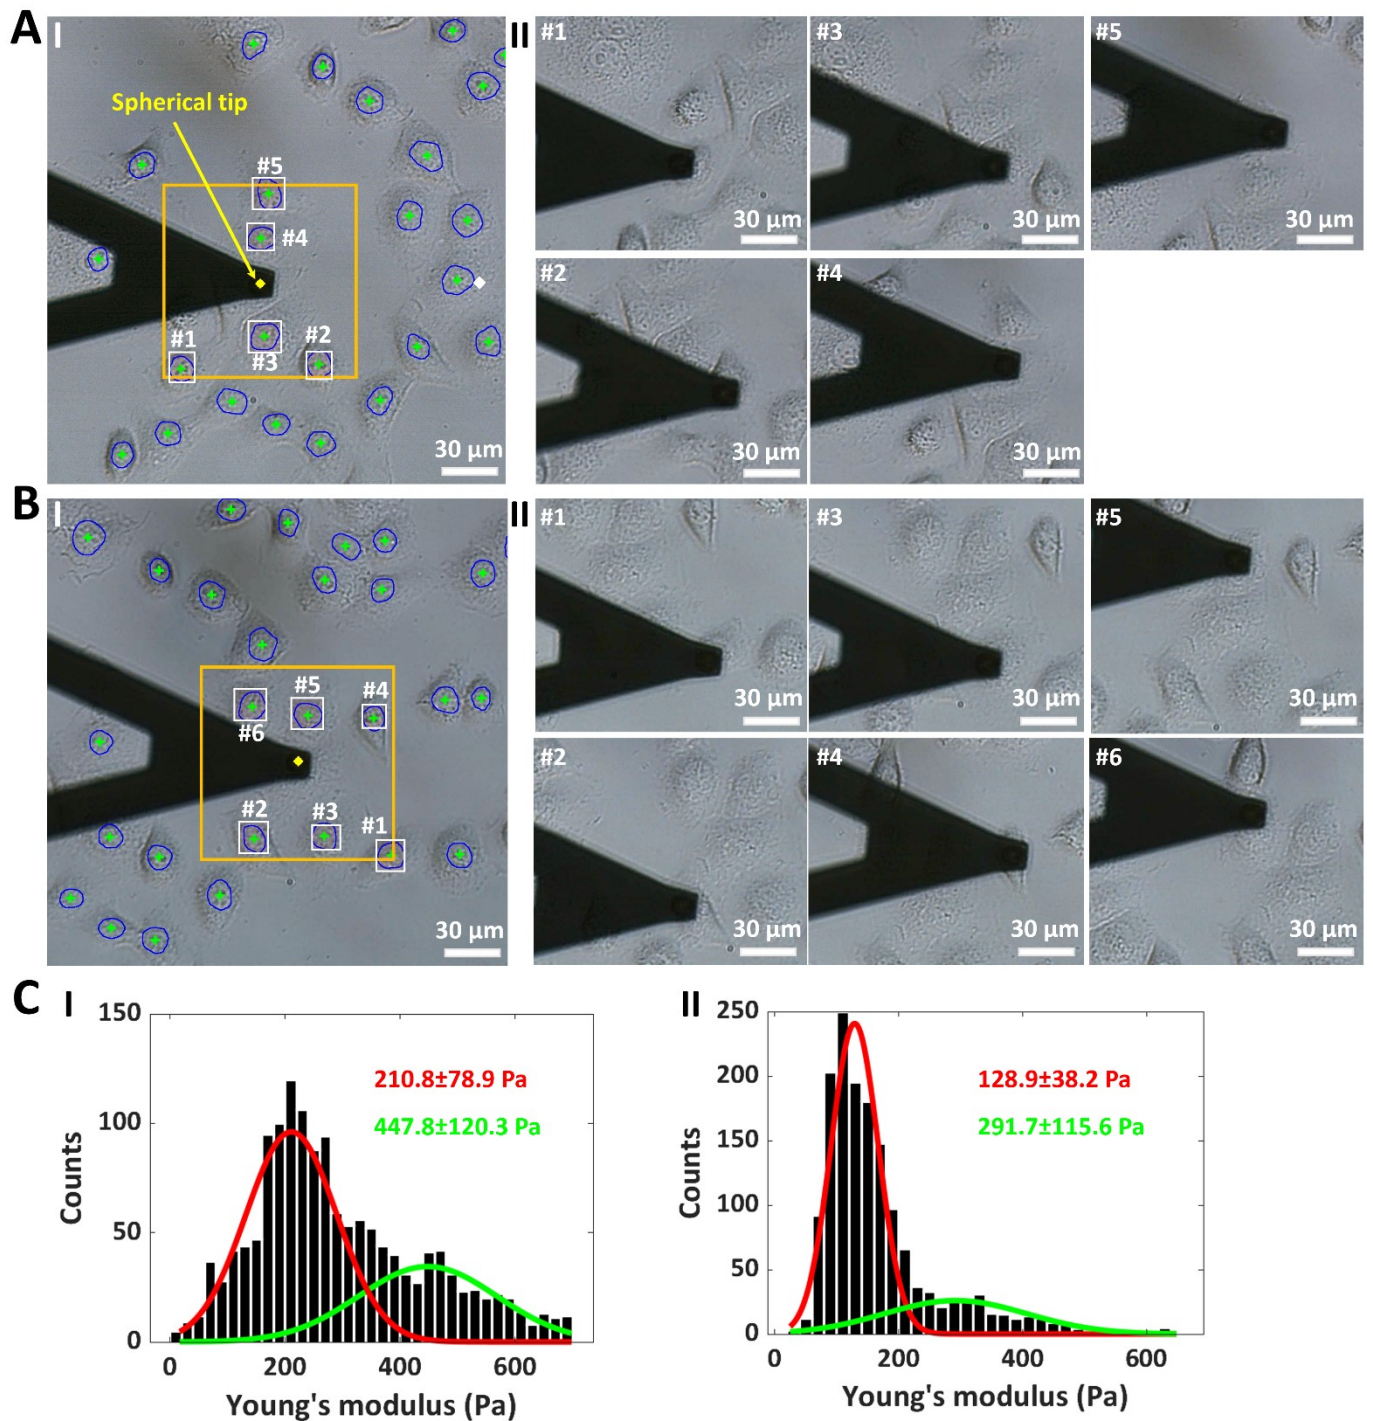 A
I
Spherical tip
#5
#4
#1
#3
#2
30 µm
II
#1
30 µm
#3
30 µm
#5
30 µm
#2
30 µm
#4
30 µm
B
I
#5
#4
#6
#2
#3
#1
30 µm
II
#1
30 µm
#3
30 µm
#5
30 µm
#2
30 µm
#4
30 µm
#6
30 µm
C
I
150
100
50
0
0
200
400
600
Counts
Young's modulus (Pa)
210.8±78.9 Pa
447.8±120.3 Pa
II
250
200
150
100
50
0
0
200
400
600
Counts
Young's modulus (Pa)
128.9±38.2 Pa
291.7±115.6 Pa